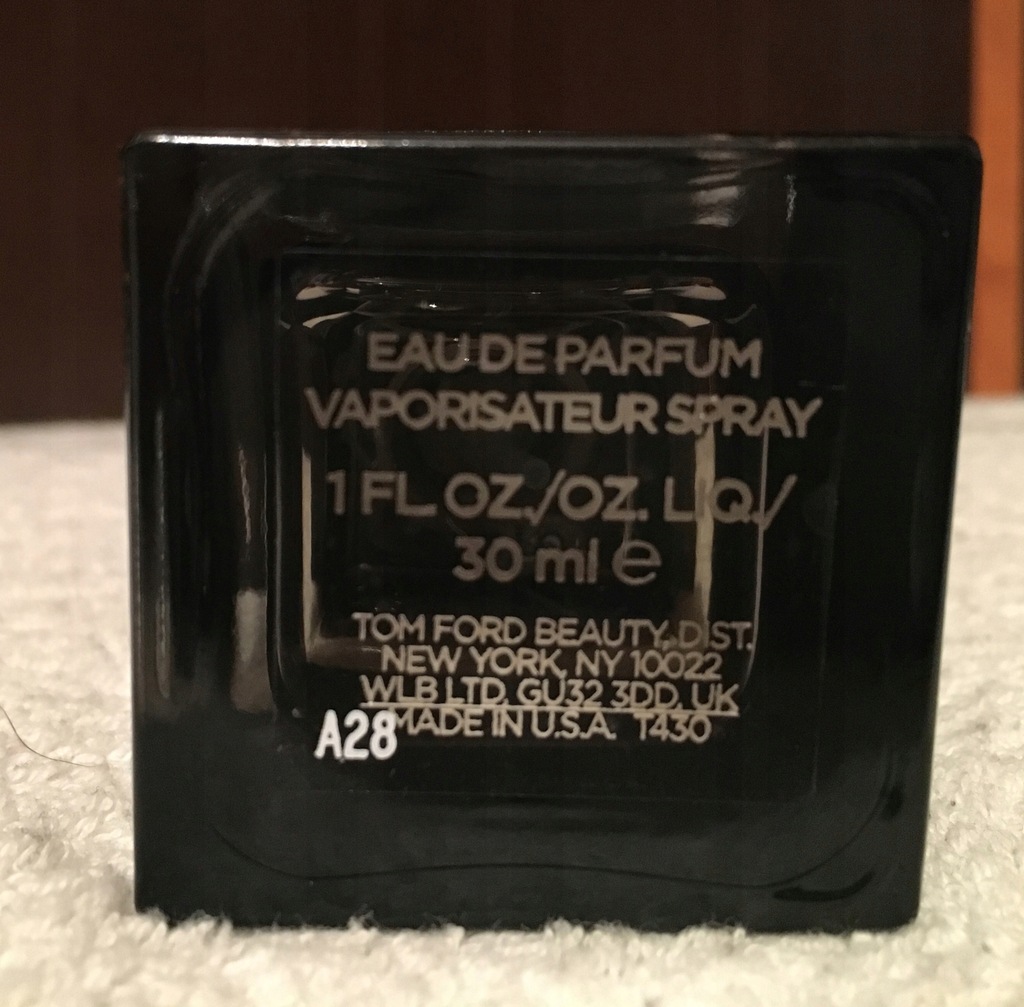 EAU DE PARFUM
VAPORISATEUR SPRAY
1 FL. OZ./OZ. LIQ./
30 ml e
TOM FORD BEAUTY, DIST.
NEW YORK, NY 10022
WLB LTD, GU32 3DD, UK
MADE IN U.S.A. T430
A28